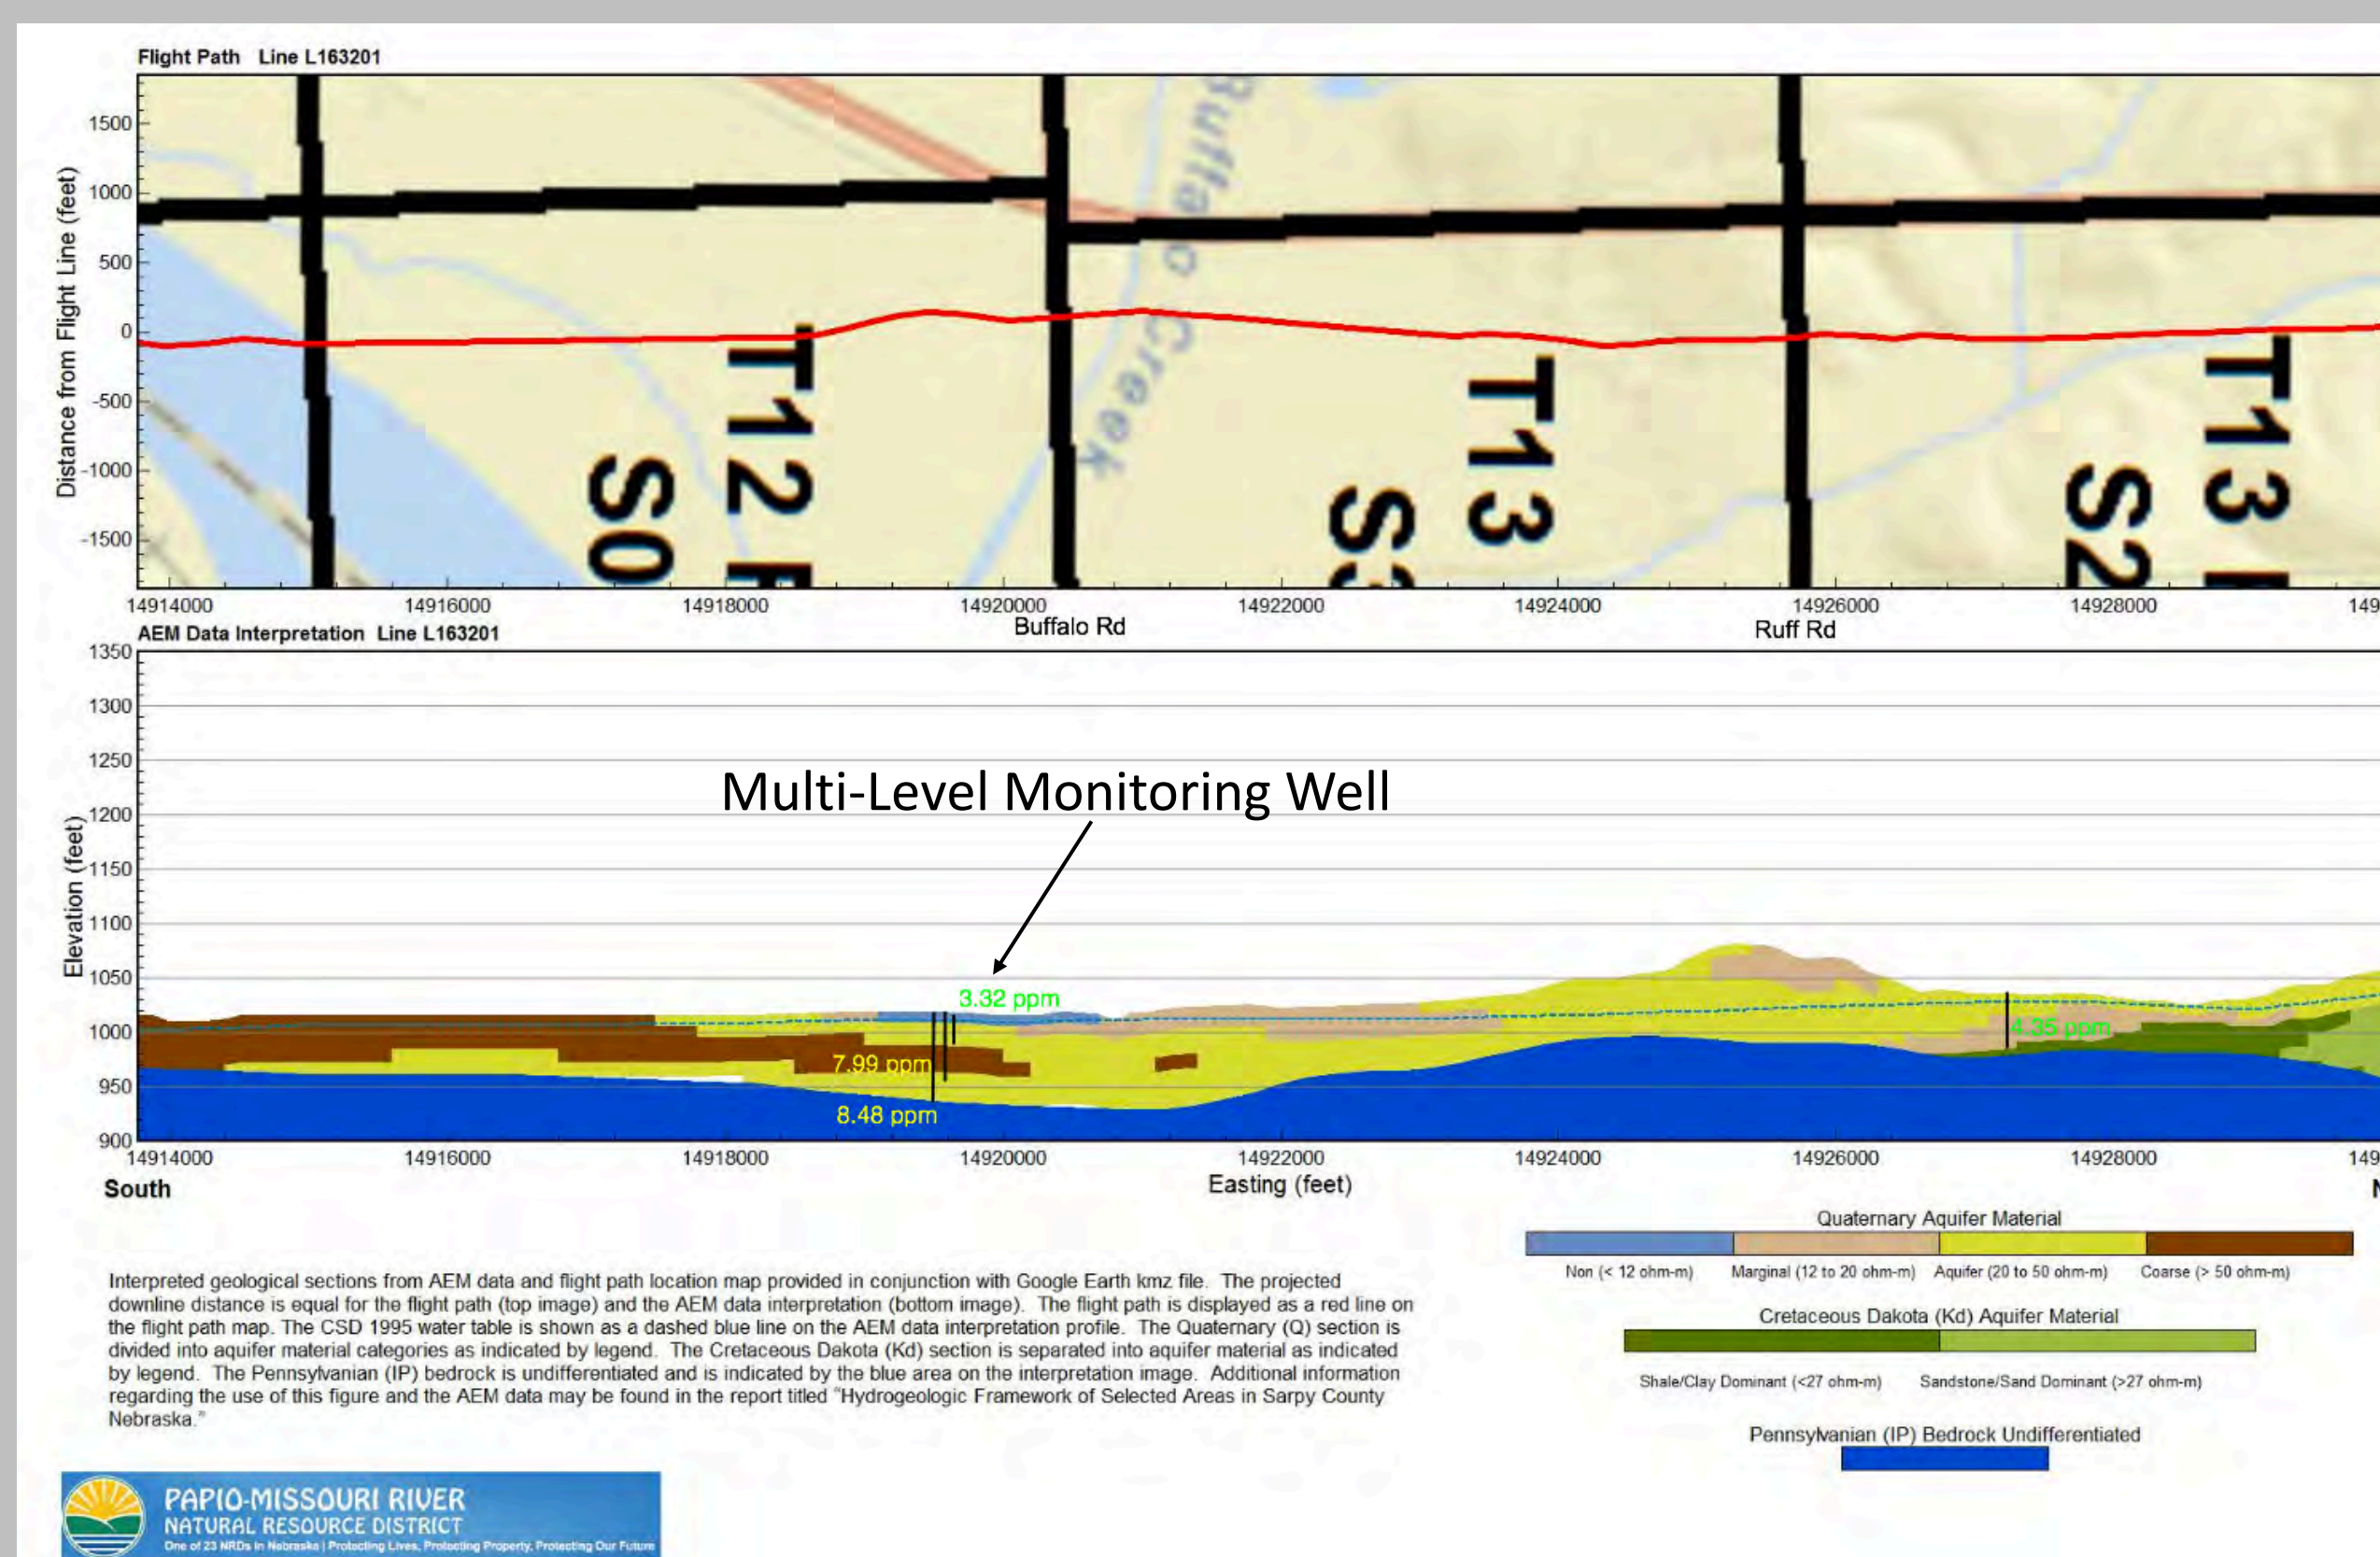 Flight Path   Line L163201
Distance from Flight Line (feet)
1500
1000
500
0
-500
-1000
-1500
Buffalo Creek
T12
S0
T13
S3
T13
S2
14914000 14916000 14918000 14920000 14922000 14924000 14926000 14928000 149
Buffalo Rd Ruff Rd
AEM Data Interpretation  Line L163201
Elevation (feet)
1350
1300
1250
1200
1150
1100
1050
1000
950
900
Multi-Level Monitoring Well
3.32 ppm
7.99 ppm
8.48 ppm
4.35 ppm
14914000 14916000 14918000 14920000 14922000 14924000 14926000 14928000 149
South Easting (feet)
Interpreted geological sections from AEM data and flight path location map provided in conjunction with Google Earth kmz file.  The projected
downline distance is equal for the flight path (top image) and the AEM data interpretation (bottom image).  The flight path is displayed as a red line on
the flight path map. The CSD 1995 water table is shown as a dashed blue line on the AEM data interpretation profile.  The Quaternary (Q) section is
divided into aquifer material categories as indicated by legend.  The Cretaceous Dakota (Kd) section is separated into aquifer material as indicated
by legend.  The Pennsylvanian (IP) bedrock is undifferentiated and is indicated by the blue area on the interpretation image.  Additional information
regarding the use of this figure and the AEM data may be found in the report titled "Hydrogeologic Framework of Selected Areas in Sarpy County
Nebraska."
Quaternary Aquifer Material
Non (< 12 ohm-m) Marginal (12 to 20 ohm-m) Aquifer (20 to 50 ohm-m) Coarse (> 50 ohm-m)
Cretaceous Dakota (Kd) Aquifer Material
Shale/Clay Dominant (<27 ohm-m) Sandstone/Sand Dominant (>27 ohm-m)
Pennsylvanian (IP) Bedrock Undifferentiated
PAPIO-MISSOURI RIVER
NATURAL RESOURCE DISTRICT
One of 23 NRDs in Nebraska | Protecting Lives, Protecting Property, Protecting Our Future